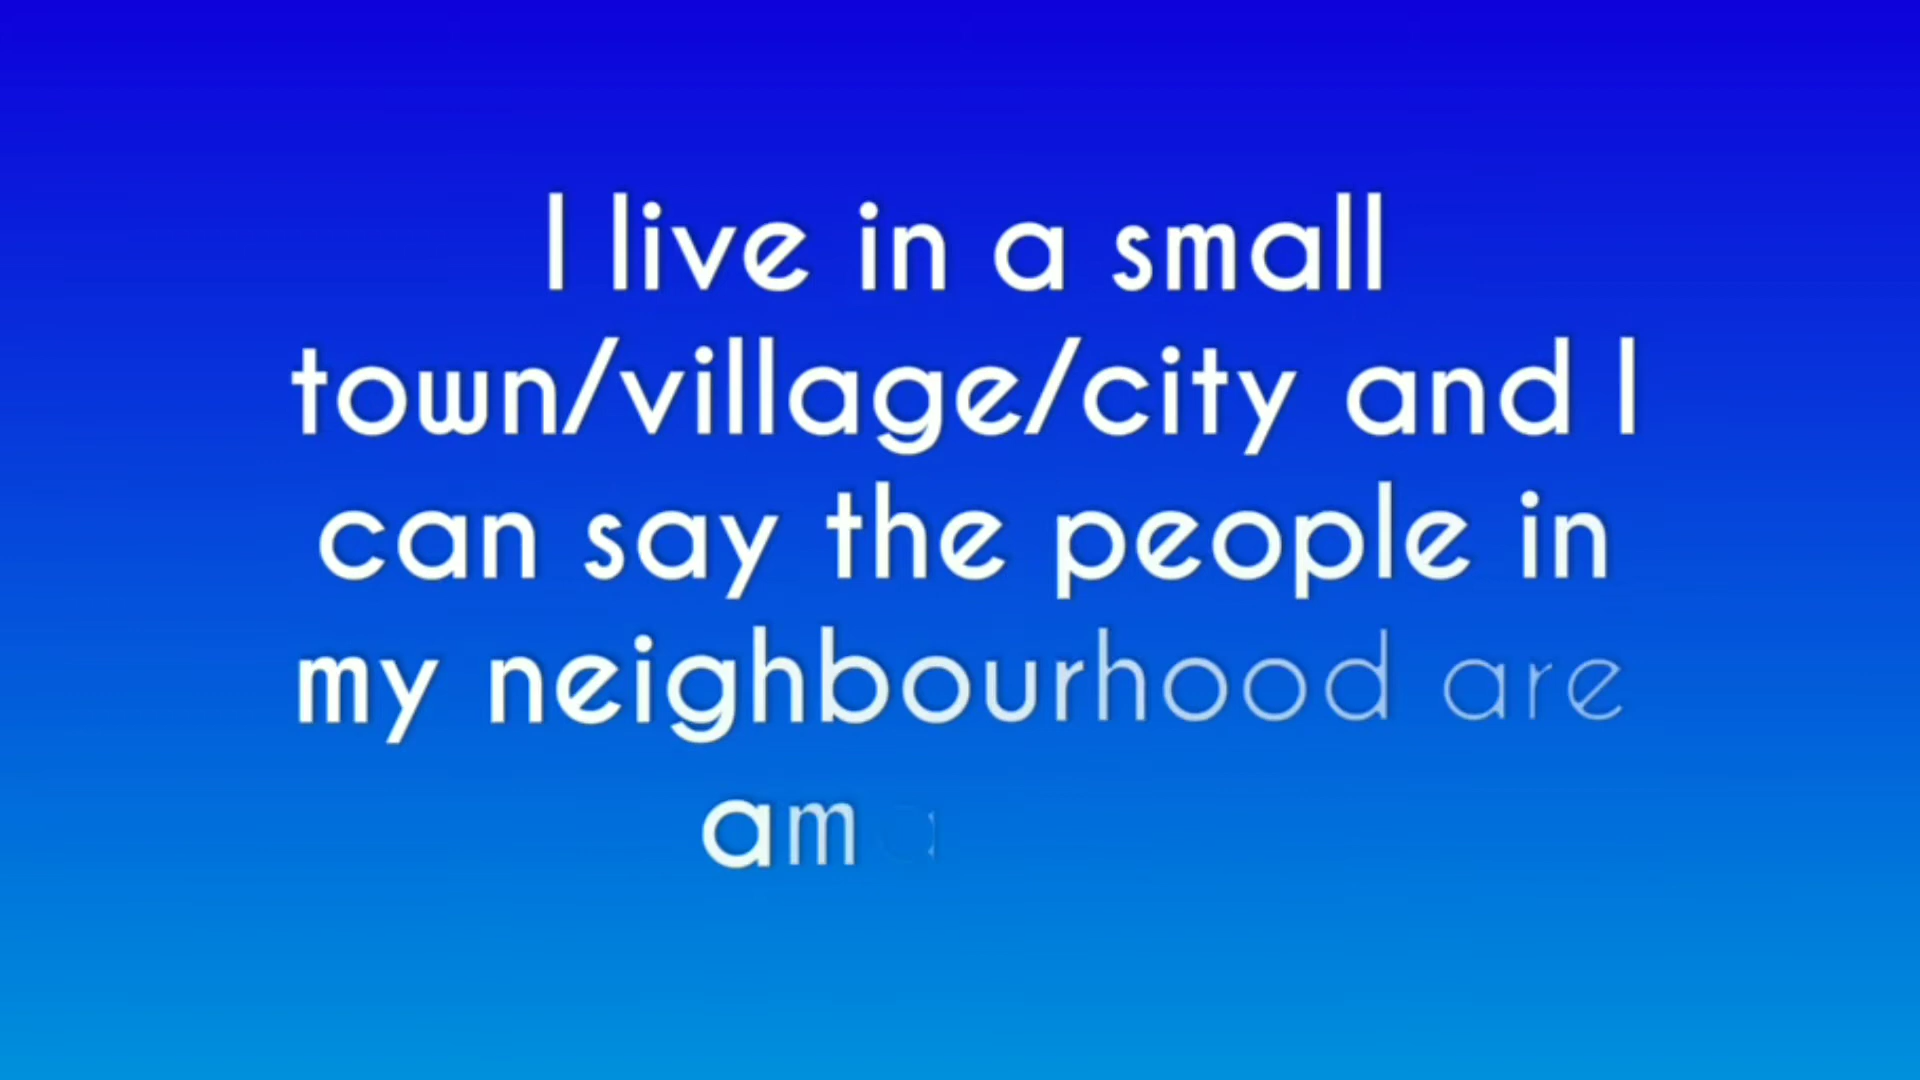 I live in a small
town/village/city and I
can say the people in
my neighbourhood are
ama